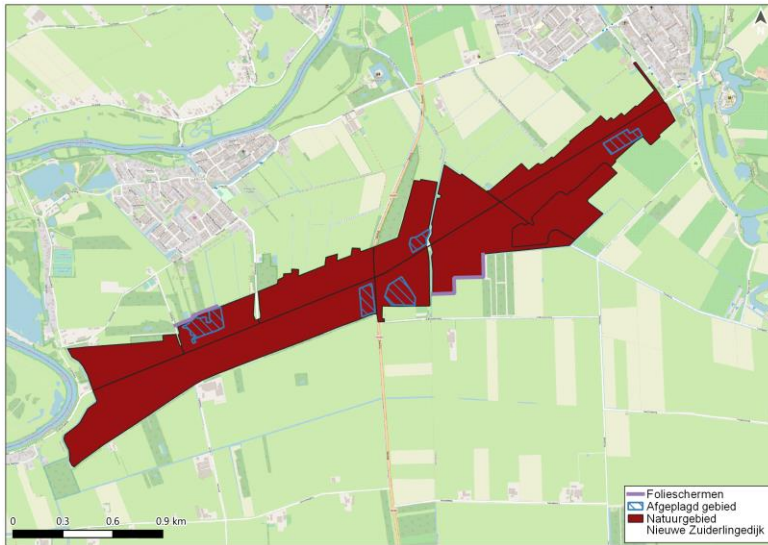 N
Folieschermen
Afgeplagd gebied
Natuurgebied
Nieuwe Zuiderlingedijk
0 0.3 0.6 0.9 km